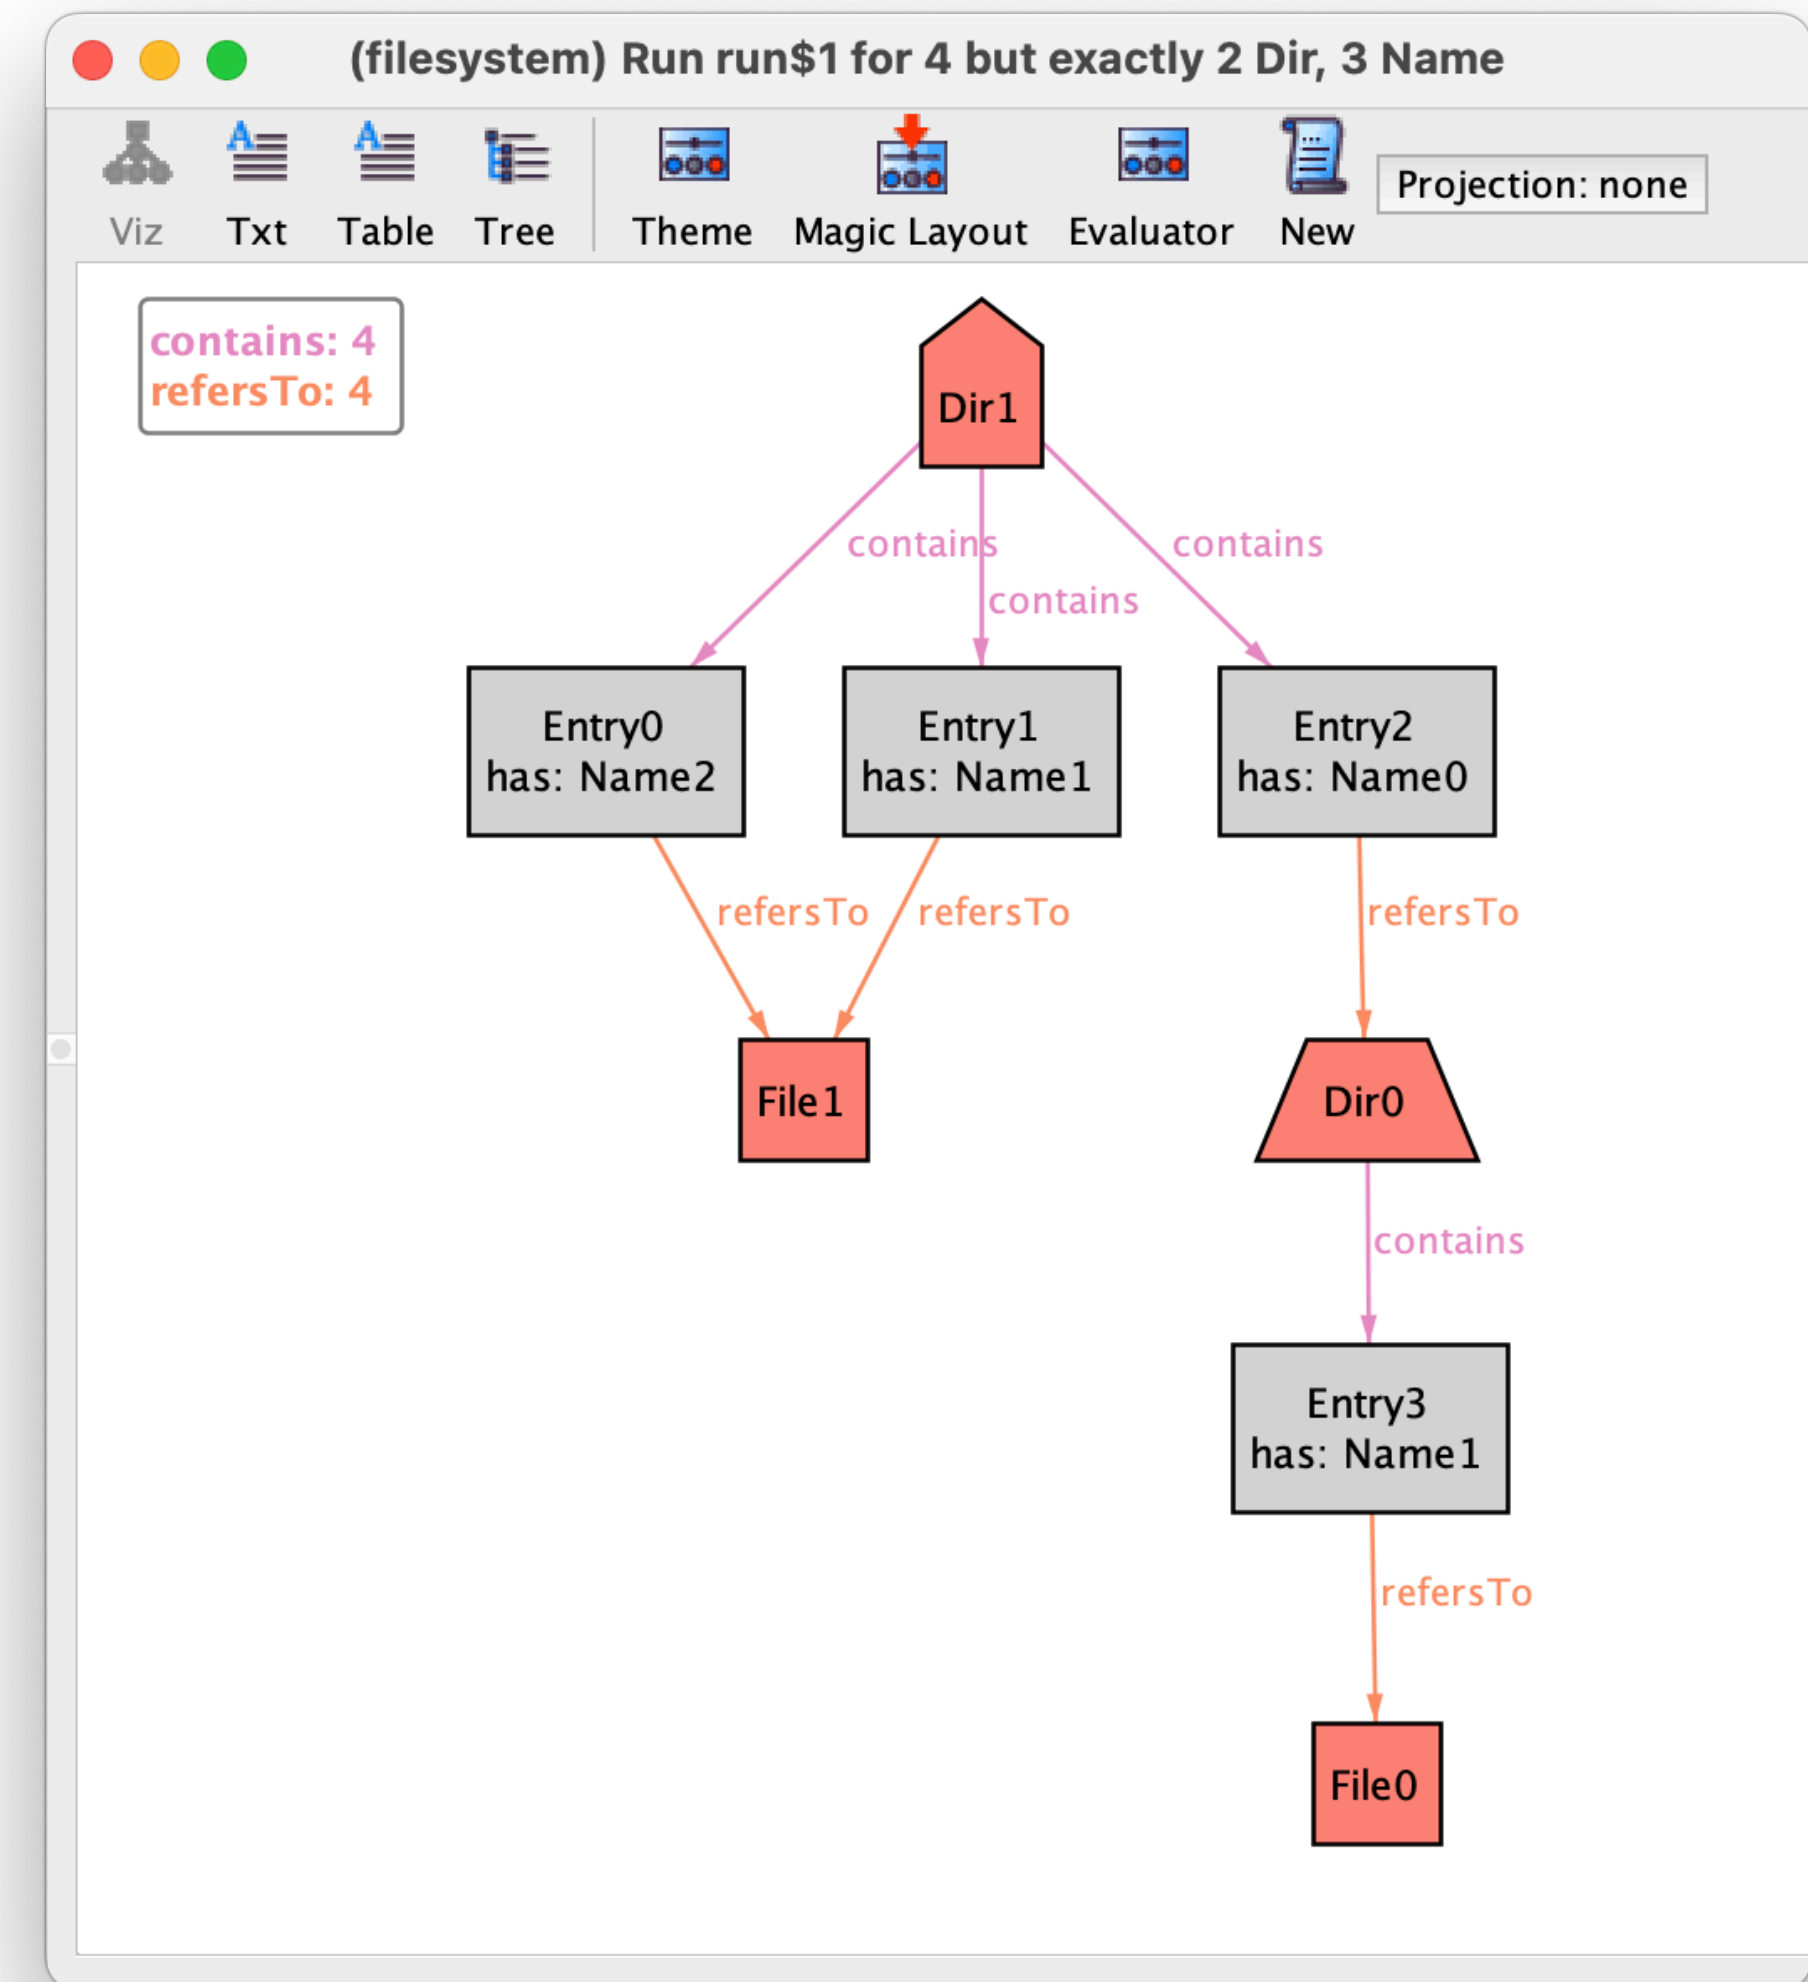 (filesystem) Run run$1 for 4 but exactly 2 Dir, 3 Name
Viz Txt Table Tree Theme Magic Layout Evaluator New Projection: none
contains: 4
refersTo: 4
Dir1
contains contains
contains
Entry0 Entry1 Entry2
has: Name2 has: Name1 has: Name0
refersTo refersTo refersTo
File1 Dir0
contains
Entry3
has: Name1
refersTo
File0